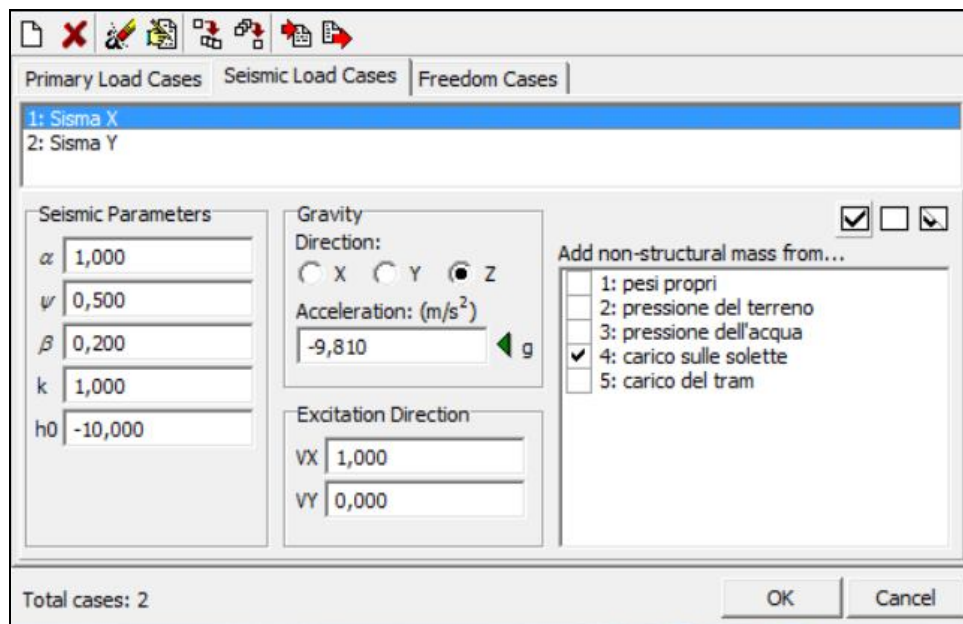 Primary Load Cases Seismic Load Cases Freedom Cases
1: Sisma X
2: Sisma Y
Seismic Parameters
α 1,000
ψ 0,500
β 0,200
k 1,000
h0 -10,000
Gravity
Direction:
X Y Z
Acceleration: (m/s²)
-9,810 g
Excitation Direction
VX 1,000
VY 0,000
Add non-structural mass from...
1: pesi propri
2: pressione del terreno
3: pressione dell'acqua
4: carico sulle solette
5: carico del tram
Total cases: 2
OK Cancel